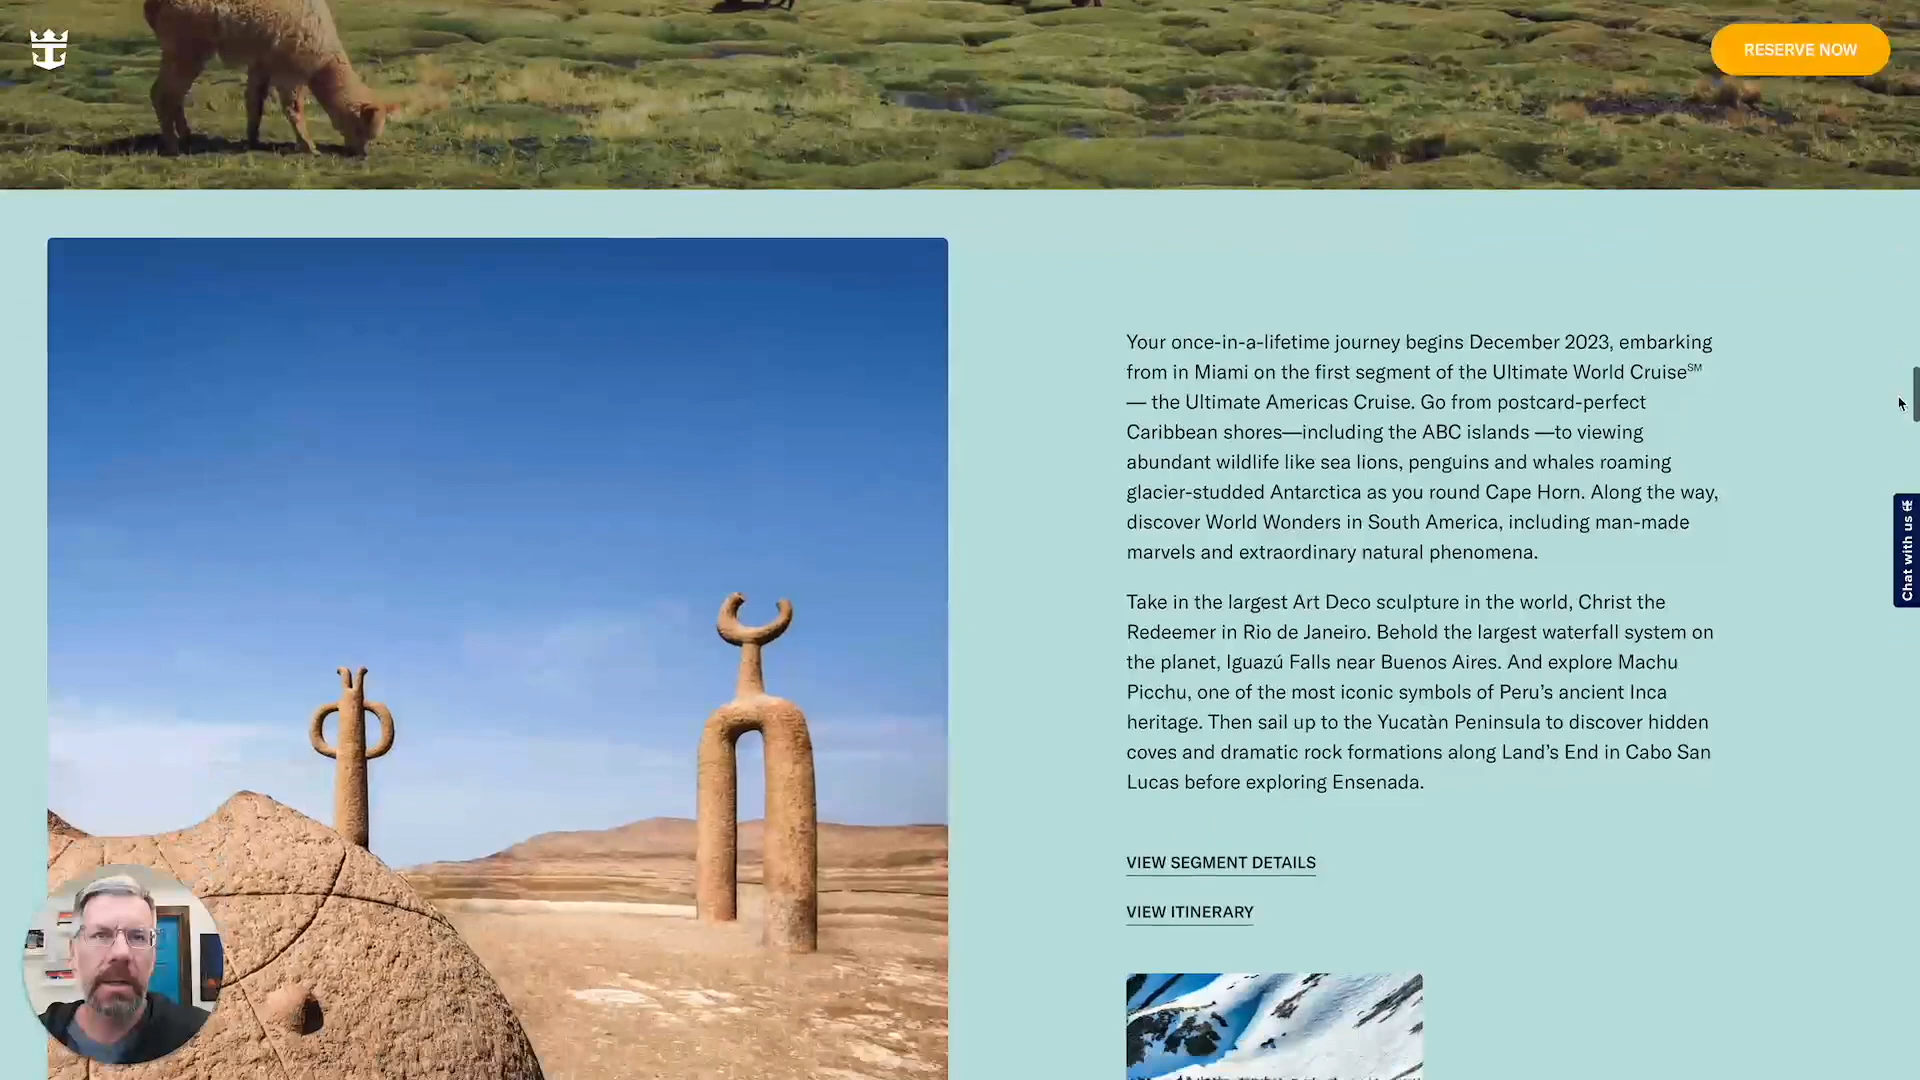 RESERVE NOW
Your once-in-a-lifetime journey begins December 2023, embarking
from in Miami on the first segment of the Ultimate World Cruise℠
— the Ultimate Americas Cruise. Go from postcard-perfect
Caribbean shores—including the ABC islands —to viewing
abundant wildlife like sea lions, penguins and whales roaming
glacier-studded Antarctica as you round Cape Horn. Along the way,
discover World Wonders in South America, including man-made
marvels and extraordinary natural phenomena.
Take in the largest Art Deco sculpture in the world, Christ the
Redeemer in Rio de Janeiro. Behold the largest waterfall system on
the planet, Iguazú Falls near Buenos Aires. And explore Machu
Picchu, one of the most iconic symbols of Peru’s ancient Inca
heritage. Then sail up to the Yucatàn Peninsula to discover hidden
coves and dramatic rock formations along Land’s End in Cabo San
Lucas before exploring Ensenada.
VIEW SEGMENT DETAILS
VIEW ITINERARY
Chat with us